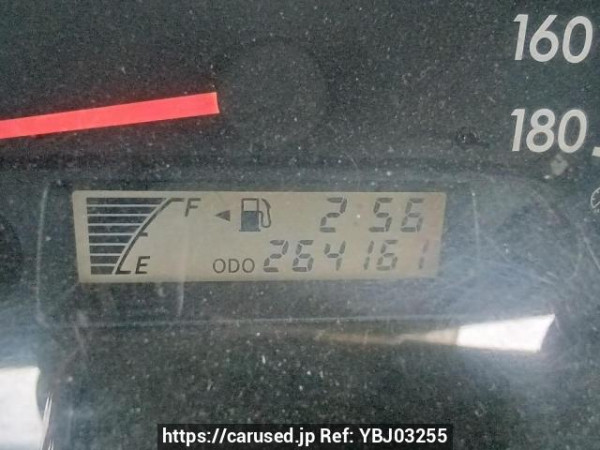 160
180
F 2:56
E ODO 264161
https://carused.jp Ref: YBJ03255